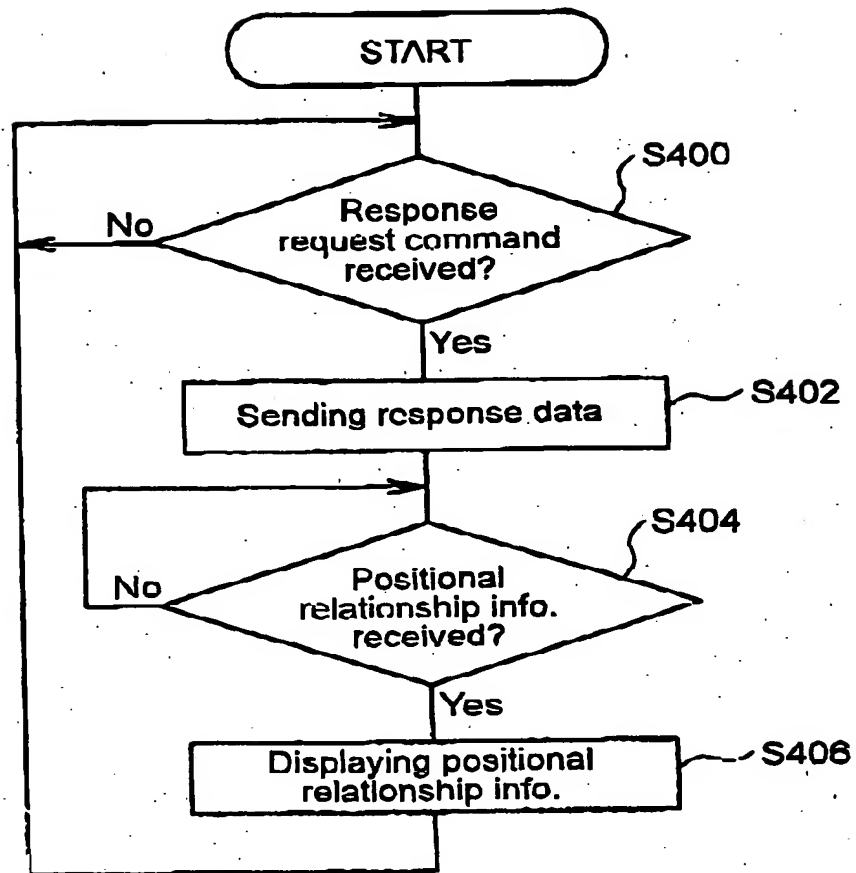 START
S400
Response
request command
received?
No
Yes
Sending response data
S402
S404
Positional
relationship info.
received?
No
Yes
Displaying positional
relationship info.
S406